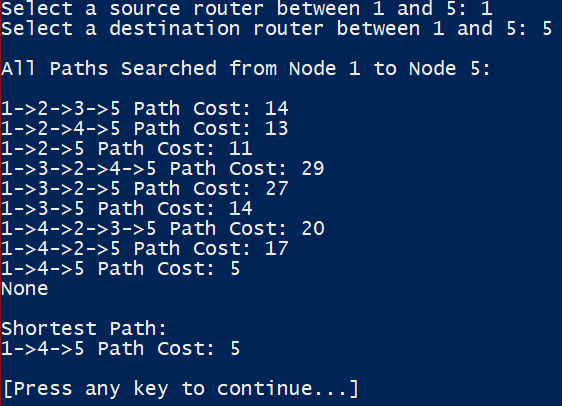 Select a source router between 1 and 5: 1
Select a destination router between 1 and 5: 5
All Paths Searched from Node 1 to Node 5:
1->2->3->5 Path Cost: 14
1->2->4->5 Path Cost: 13
1->2->5 Path Cost: 11
1->3->2->4->5 Path Cost: 29
1->3->2->5 Path Cost: 27
1->3->5 Path Cost: 14
1->4->2->3->5 Path Cost: 20
1->4->2->5 Path Cost: 17
1->4->5 Path Cost: 5
None
Shortest Path:
1->4->5 Path Cost: 5
[Press any key to continue...]